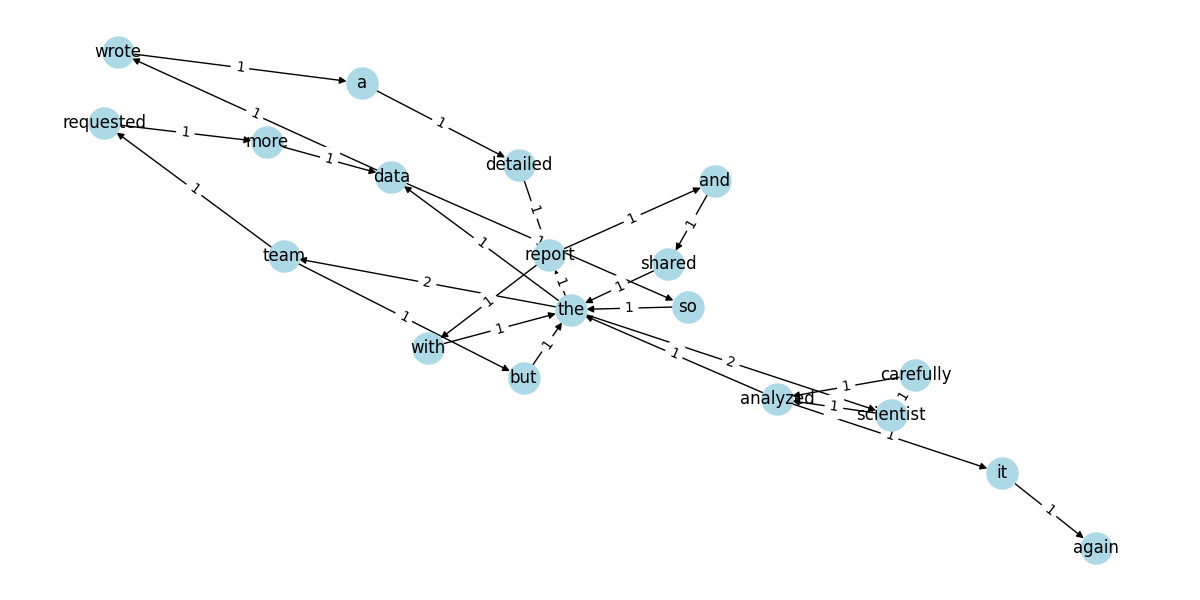 wrote
1
a
requested
1
more
1
1
1
data
detailed
1
1
and
1
1
1
team
1
report
shared
1
2
1
1
the
1
so
1
1
with
1
but
1
2
1
carefully
1
1
analyzed
1
scientist
1
it
1
again